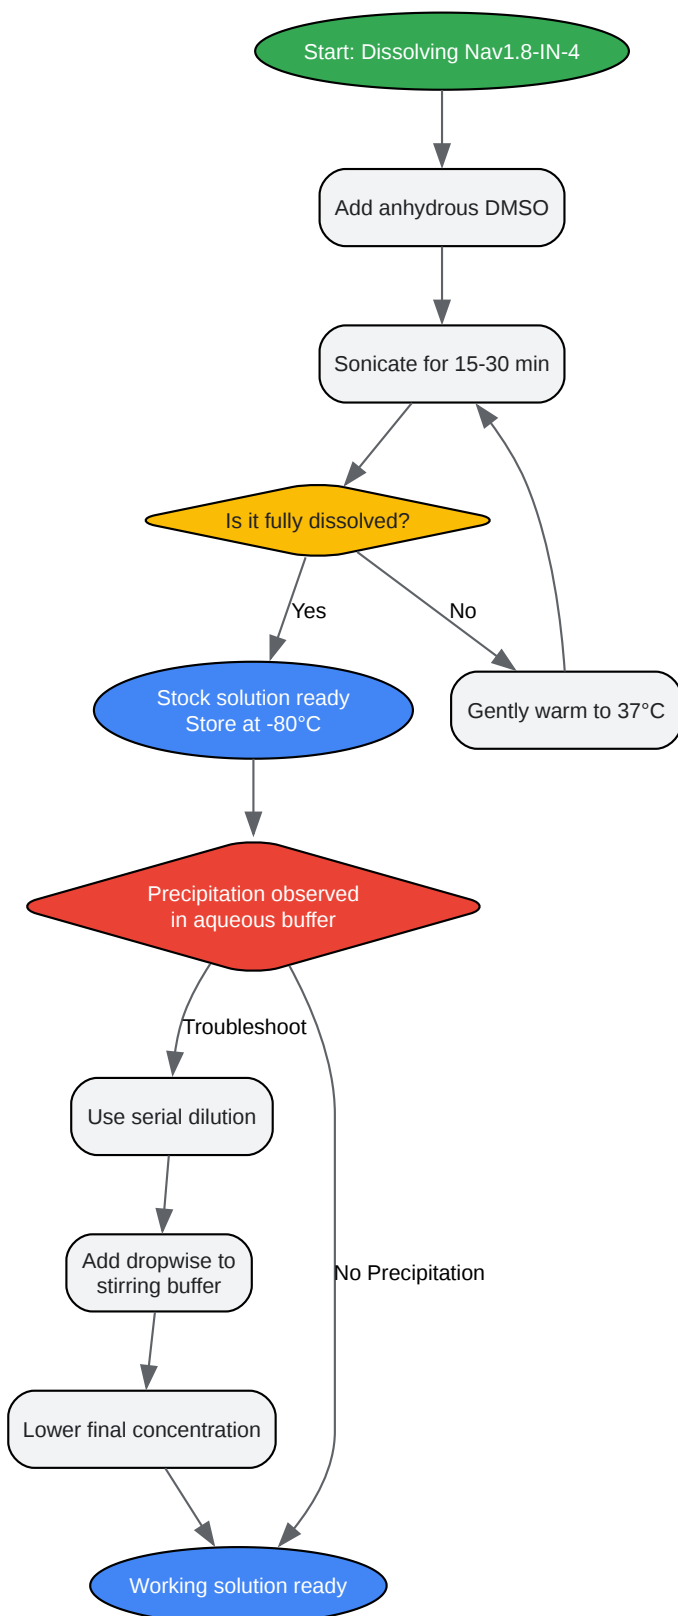 Start: Dissolving Nav1.8-IN-4
Add anhydrous DMSO
Sonicate for 15-30 min
Is it fully dissolved?
Yes
No
Stock solution ready
Store at -80°C
Gently warm to 37°C
Precipitation observed
in aqueous buffer
Troubleshoot
Use serial dilution
Add dropwise to
stirring buffer
No Precipitation
Lower final concentration
Working solution ready